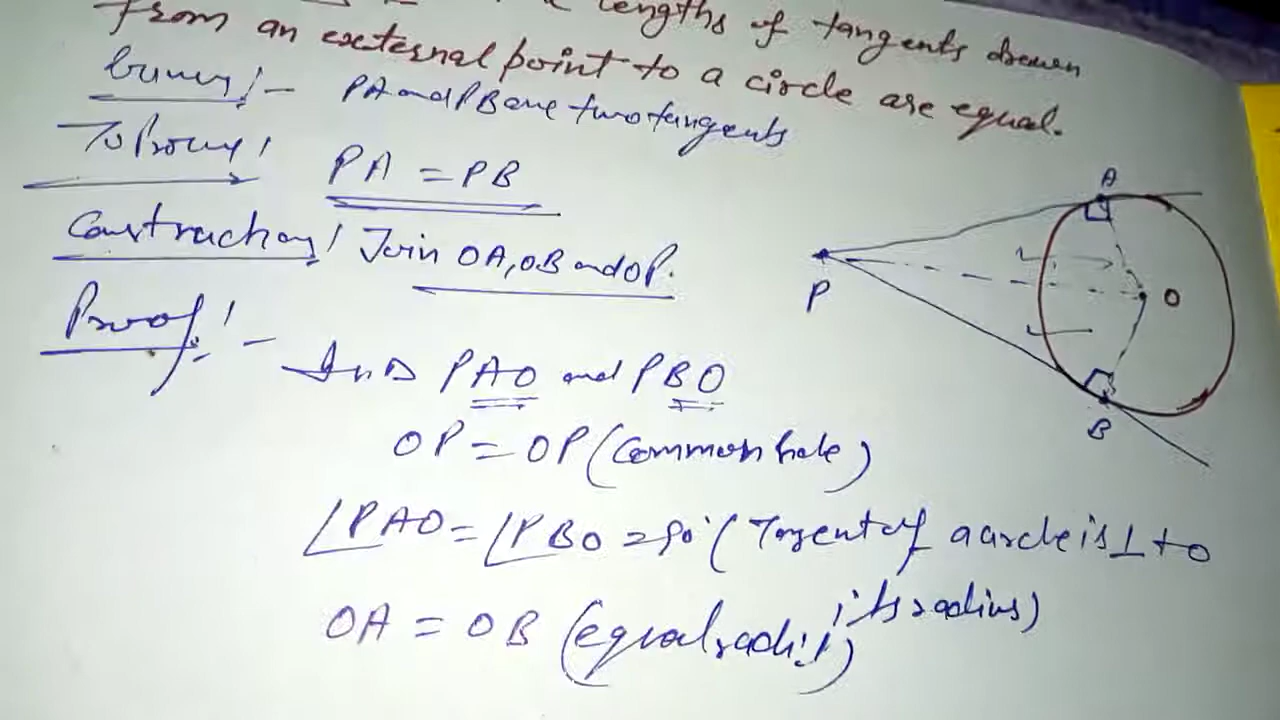 lengths of tangents drawn
from an external point to a circle are equal.
Given!- PA and PB are two tangents
To Prove!
PA = PB
Construction! Join OA, OB and OP.
Proof!-
In Δ PAO and PBO
OP = OP (Common
∠PAO = ∠PBO = 90° (Tangent of a circle is ⊥ to
its radius)
OA = OB (equal radii)
A
P
O
B